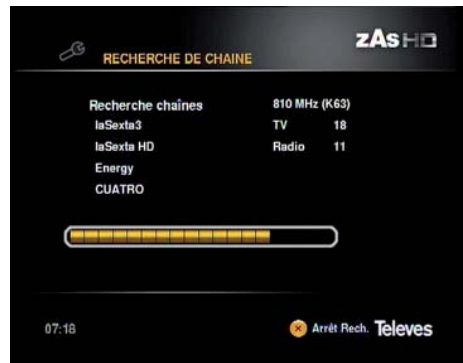 zAs HD
RECHERCHE DE CHAINE
Recherche chaînes 810 MHz (K63)
laSexta3 TV 18
laSexta HD Radio 11
Energy
CUATRO
07:18 Arrêt Rech. Televes